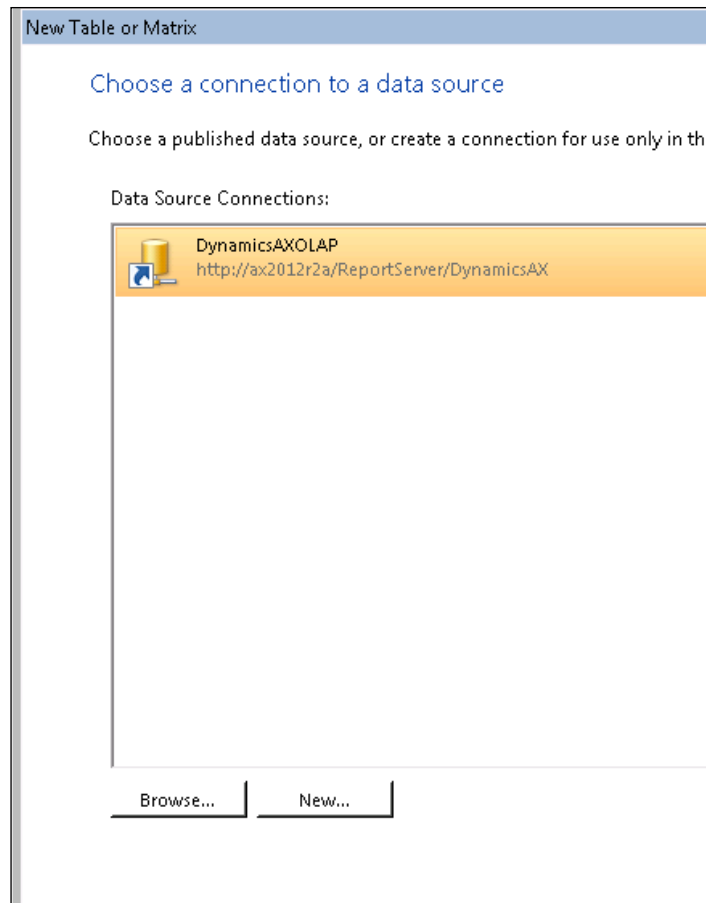 New Table or Matrix
Choose a connection to a data source
Choose a published data source, or create a connection for use only in th
Data Source Connections:
DynamicsAXOLAP
http://ax2012r2a/ReportServer/DynamicsAX
Browse... New...